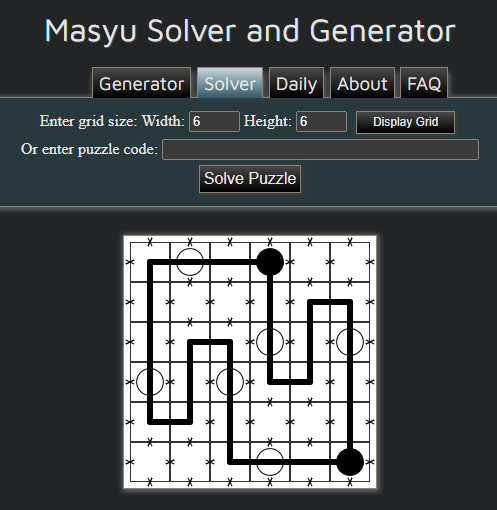 Masyu Solver and Generator
Generator Solver Daily About FAQ
Enter grid size: Width: 6 Height: 6 Display Grid
Or enter puzzle code:
Solve Puzzle